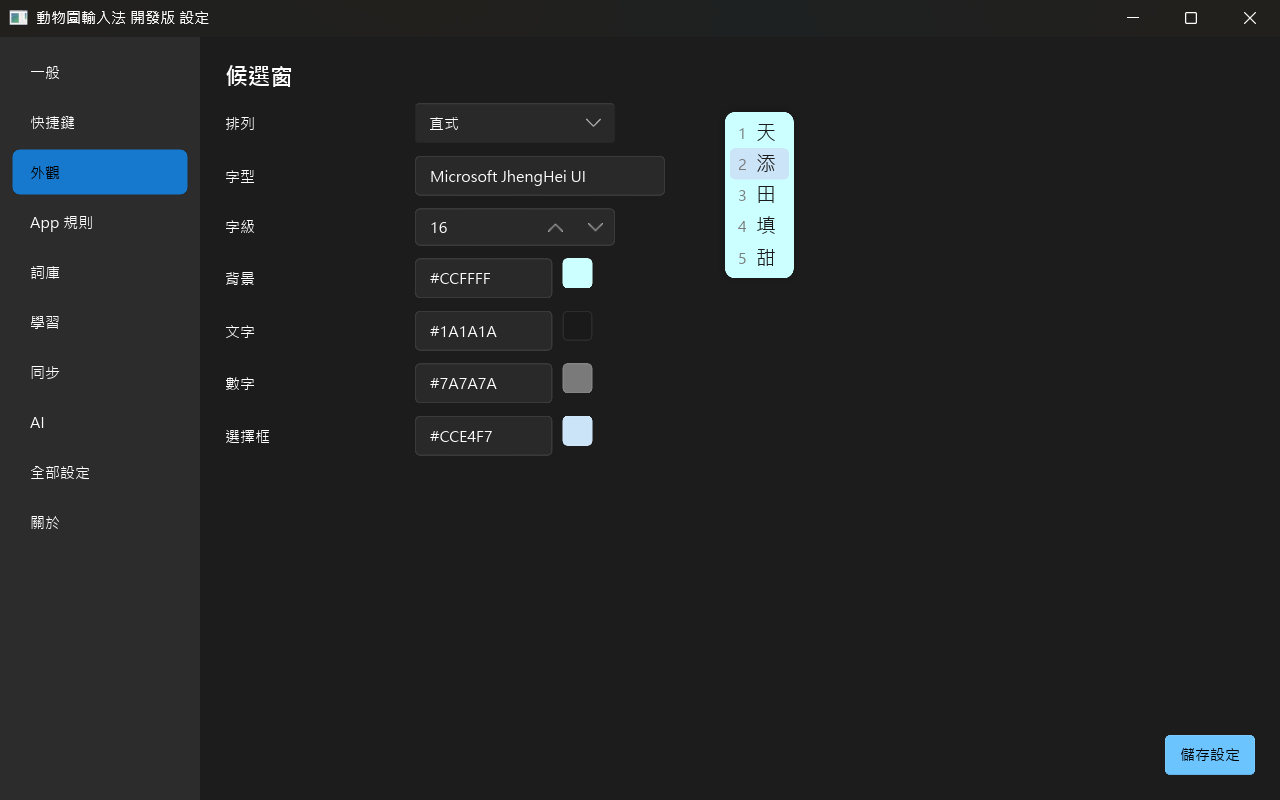 動物園輸入法 開發版 設定
一般
快捷鍵
外觀
App 規則
詞庫
學習
同步
AI
全部設定
關於
候選窗
排列
直式
字型
Microsoft JhengHei UI
字級
16
背景
#CCFFFF
文字
#1A1A1A
數字
#7A7A7A
選擇框
#CCE4F7
1 天
2 添
3 田
4 填
5 甜
儲存設定